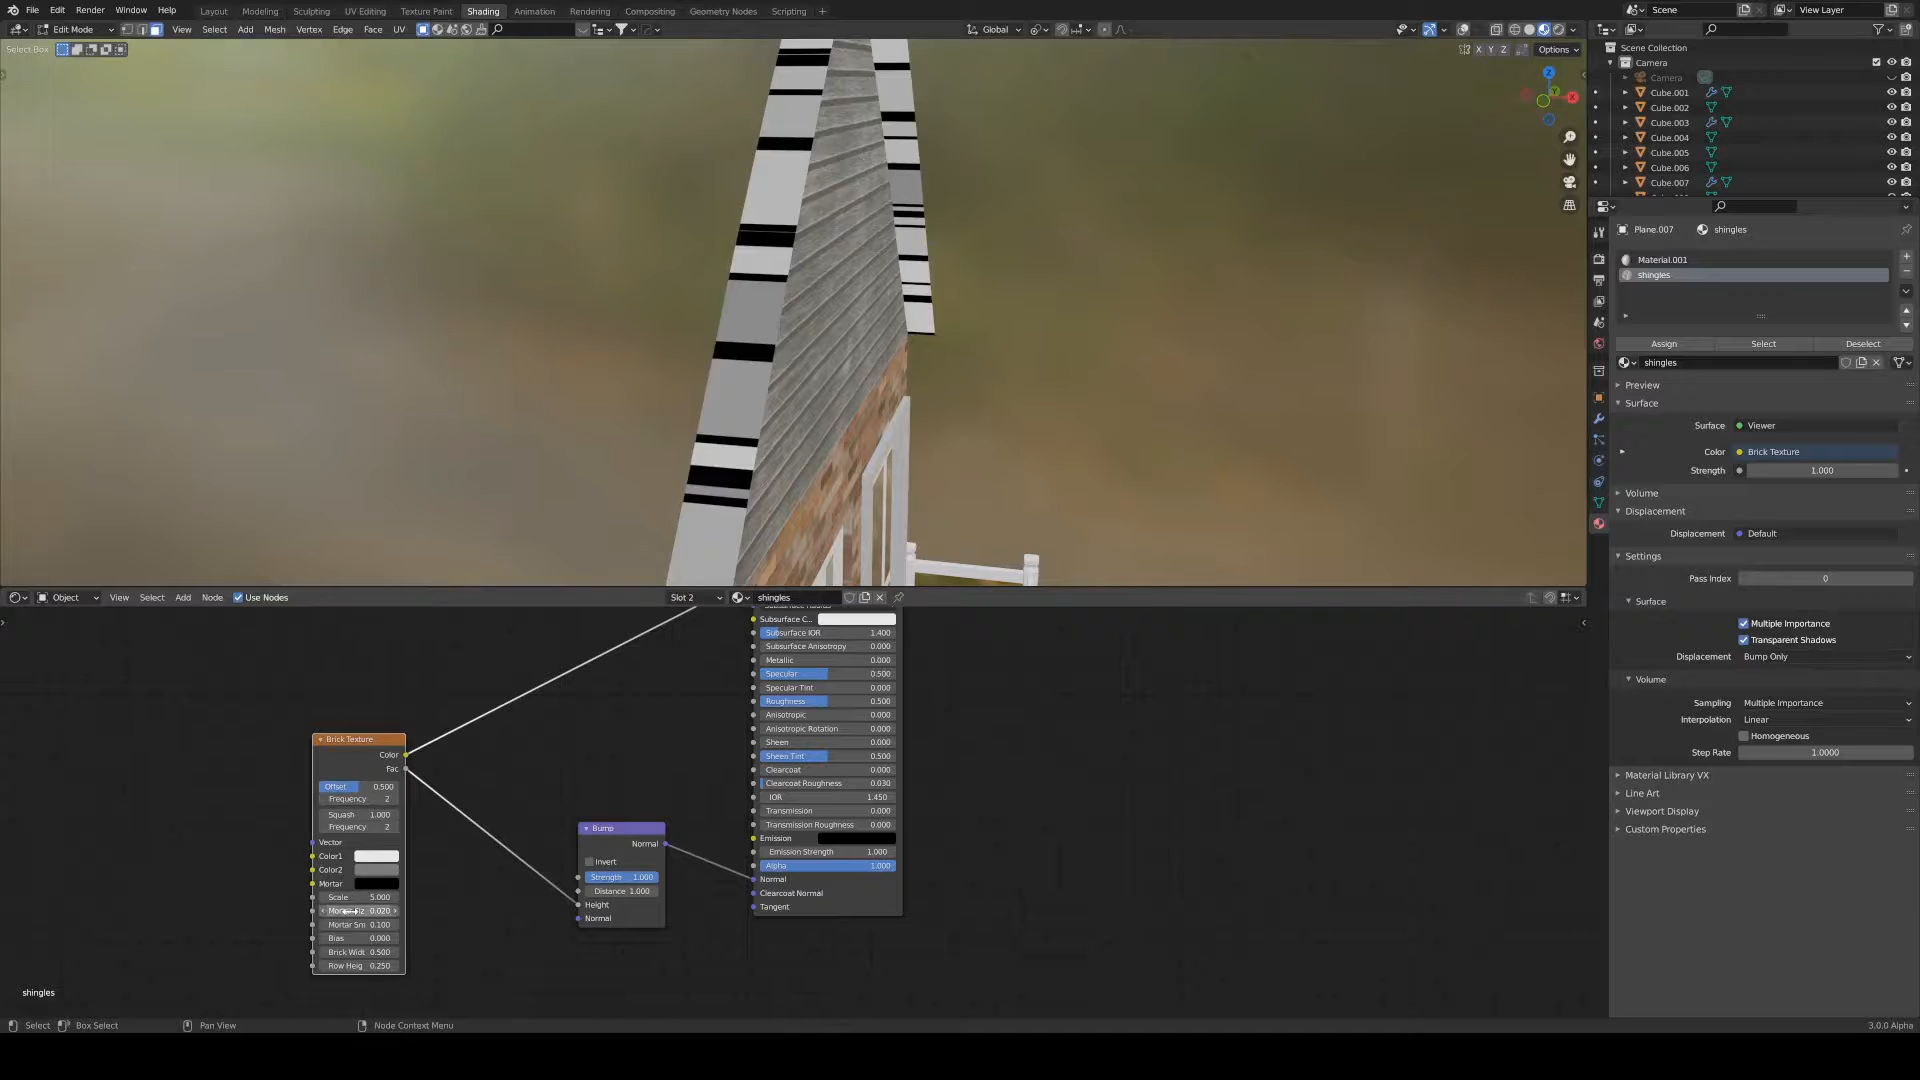 File Edit Render Window Help Layout Modeling Sculpting UV Editing Texture Paint Shading Animation Rendering Compositing Geometry Nodes Scripting + Scene View Layer
Edit Mode View Select Add Mesh Vertex Edge Face UV Global
Select Box X Y Z Options
Scene Collection
Camera
Camera
Cube.001
Cube.002
Cube.003
Cube.004
Cube.005
Cube.006
Cube.007
Z
X
Plane.007 shingles
Material.001
shingles
Assign Select Deselect
shingles
Preview
Surface
Surface Viewer
Color Brick Texture
Strength 1.000
Volume
Displacement
Displacement Default
Settings
Pass Index 0
Surface
Multiple Importance
Transparent Shadows
Displacement Bump Only
Volume
Sampling Multiple Importance
Interpolation Linear
Homogeneous
Step Rate 1.0000
Material Library VX
Line Art
Viewport Display
Custom Properties
Object View Select Add Node Use Nodes Slot 2 shingles
Subsurface C...
Subsurface IOR 1.400
Subsurface Anisotropy 0.000
Metallic 0.000
Specular 0.500
Specular Tint 0.000
Roughness 0.500
Anisotropic 0.000
Anisotropic Rotation 0.000
Sheen 0.000
Sheen Tint 0.500
Clearcoat 0.000
Clearcoat Roughness 0.030
IOR 1.450
Transmission 0.000
Transmission Roughness 0.000
Emission
Emission Strength 1.000
Alpha 1.000
Normal
Clearcoat Normal
Tangent
Brick Texture
Color
Fac
Offset 0.500
Frequency 2
Squash 1.000
Frequency 2
Vector
Color1
Color2
Mortar
Scale 5.000
0.020
Mortar Sm 0.100
Bias 0.000
Brick Widt 0.500
Row Heig 0.250
Bump
Normal
Invert
Strength 1.000
Distance 1.000
Height
Normal
shingles
Select Box Select Pan View Node Context Menu 3.0.0 Alpha